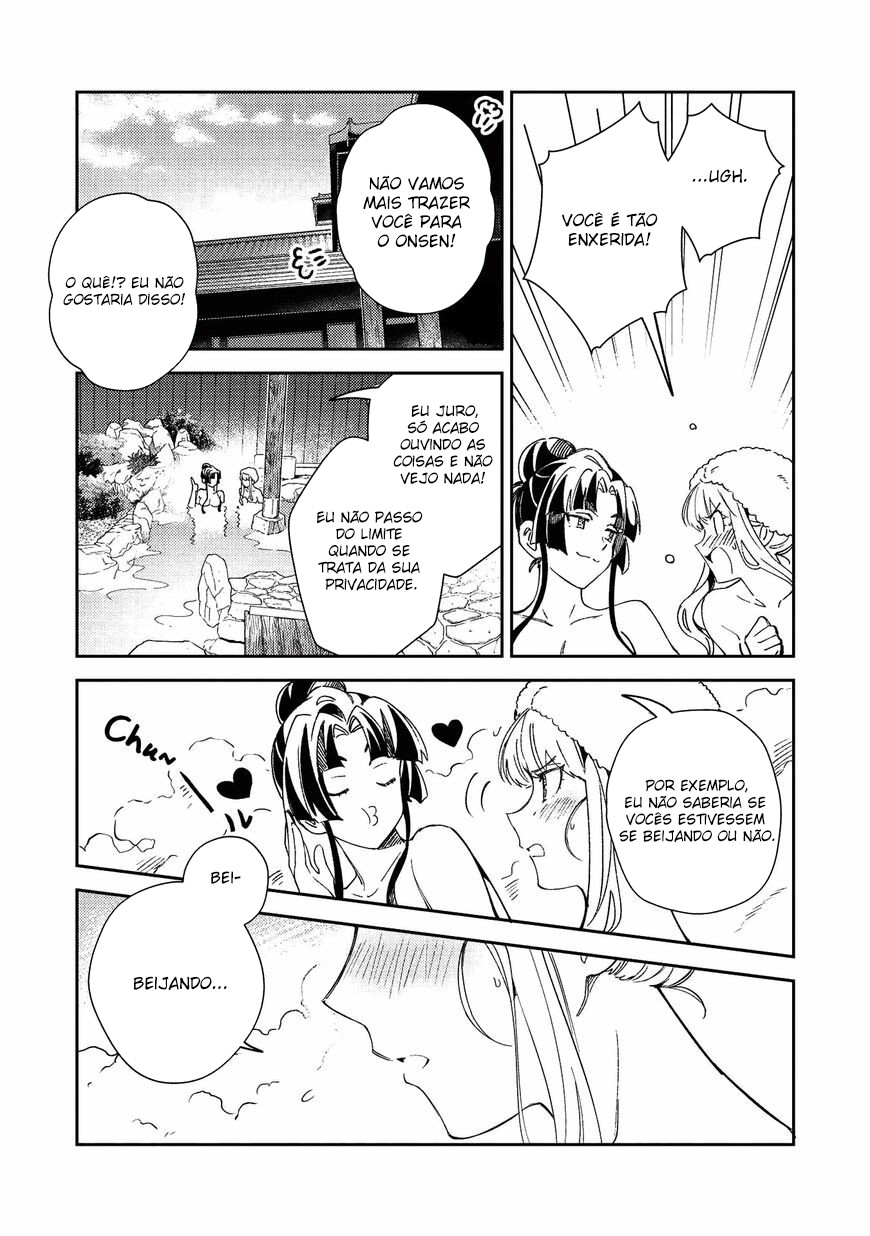 ...UGH.
VOCÊ É TÃO
ENXERIDA!
NÃO VAMOS
MAIS TRAZER
VOCÊ PARA
O ONSEN!
O QUÊ!? EU NÃO
GOSTARIA DISSO!
EU JURO,
SÓ ACABO
OUVINDO AS
COISAS E NÃO
VEJO NADA!
EU NÃO PASSO
DO LIMITE
QUANDO SE
TRATA DA SUA
PRIVACIDADE.
POR EXEMPLO,
EU NÃO SABERIA SE
VOCÊS ESTIVESSEM
SE BEIJANDO OU NÃO.
Chu~
BEI-
BEIJANDO...